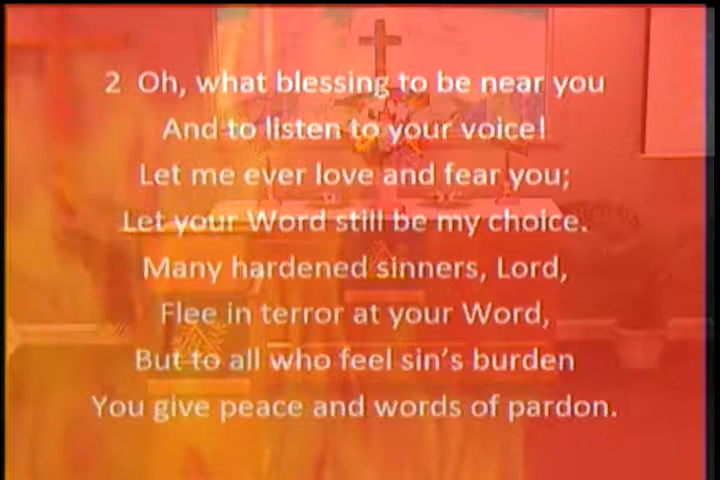 2 Oh, what blessing to be near you
And to listen to your voice!
Let me ever love and fear you;
Let your Word still be my choice.
Many hardened sinners, Lord,
Flee in terror at your Word,
But to all who feel sin's burden
You give peace and words of pardon.